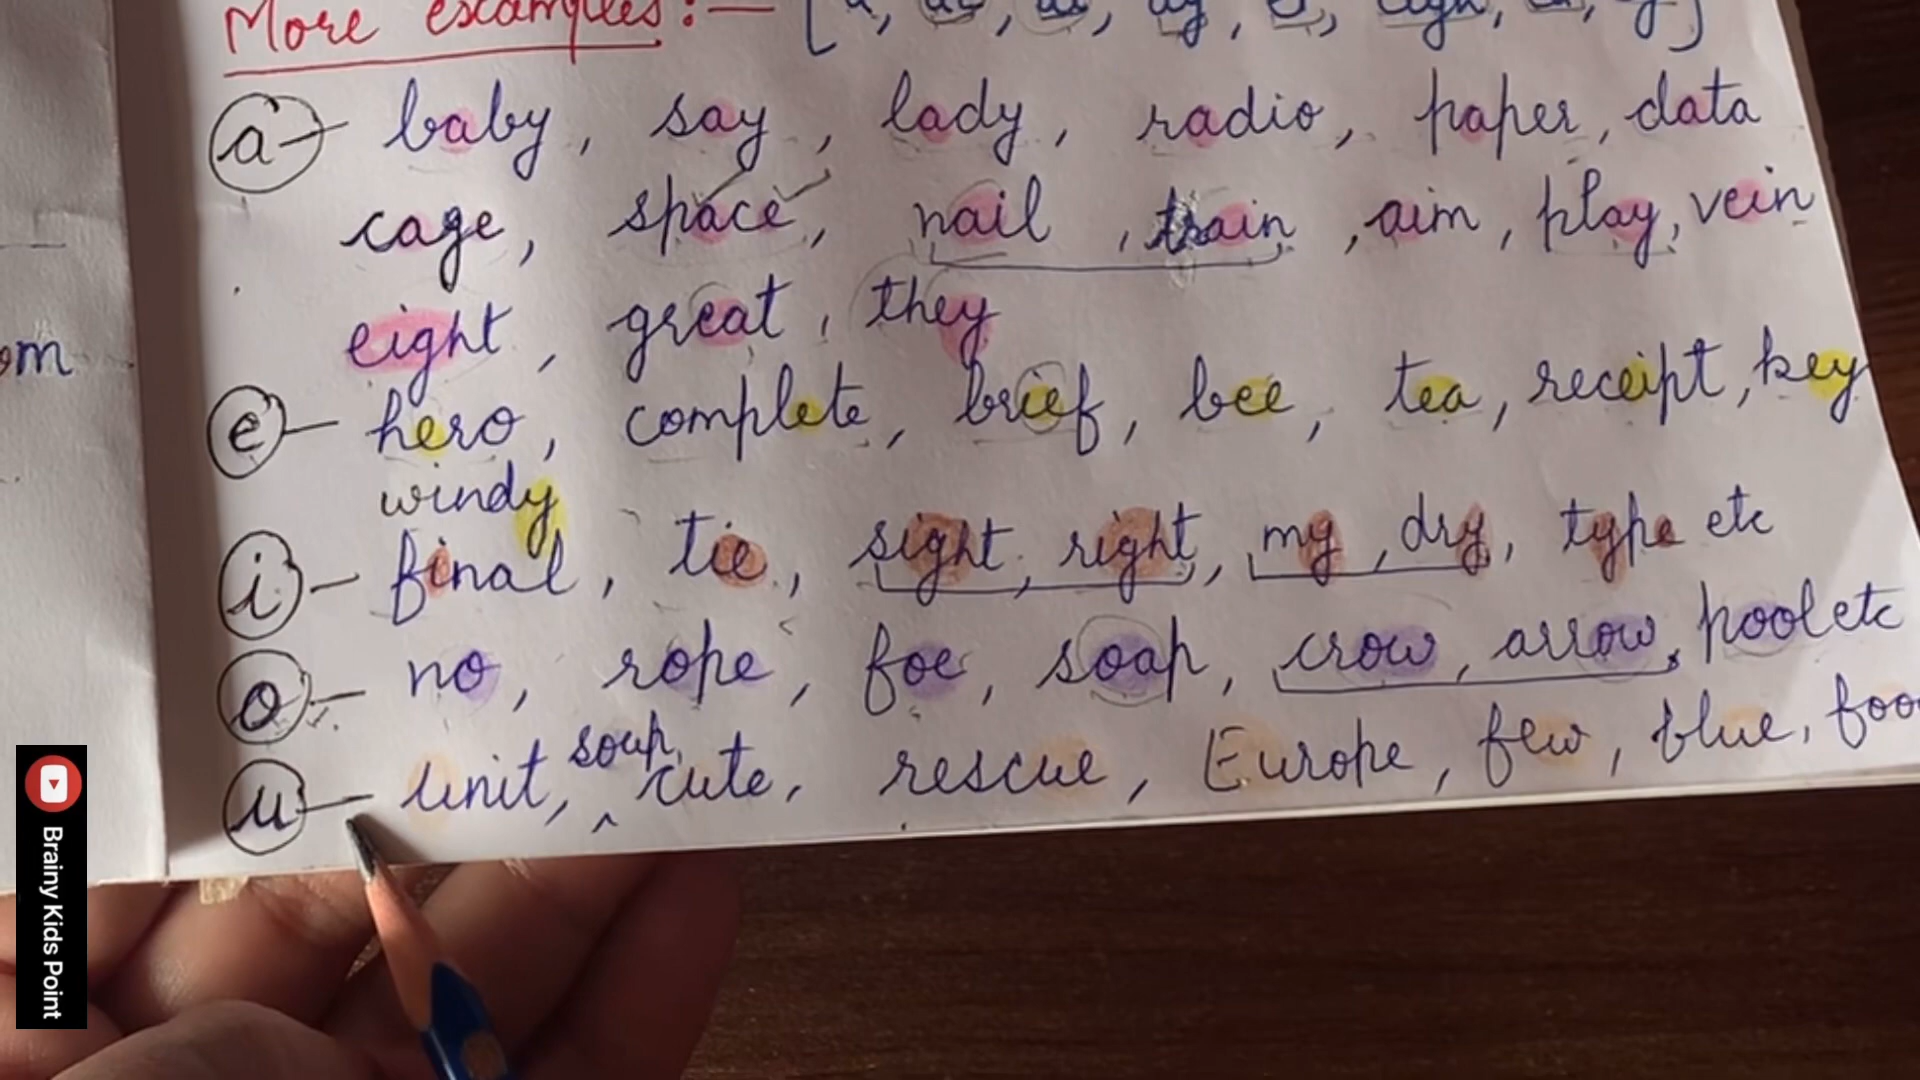 More examples :—
a — baby, say, lady, radio, paper, data
cage, space, nail, train, aim, play, vein
eight, great, they
e — hero, complete, brief, bee, tea, receipt, key
windy
i — final, tie, sight, right, my, dry, type etc
o — no, rope, foe, soap, crow, arrow, pool etc
u — unit, soup, cute, rescue, Europe, few, blue,
om
Brainy Kids Point